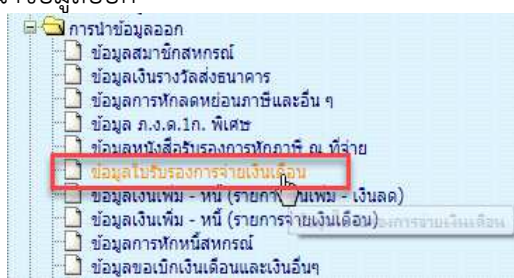 การนำข้อมูลออก
ข้อมูลสมาชิกสหกรณ์
ข้อมูลเงินรางวัลส่งธนาคาร
ข้อมูลการหักลดหย่อนภาษีและอื่น ๆ
ข้อมูล ภ.ง.ด.1ก. พิเศษ
ข้อมูลหนังสือรับรองการหักภาษี ณ ที่จ่าย
ข้อมูลใบรับรองการจ่ายเงินเดือน
ข้อมูลเงินเพิ่ม - หนี้ (รายการเงินเพิ่ม - เงินลด)
ข้อมูลเงินเพิ่ม - หนี้ (รายการจ่ายเงินเดือน)
ข้อมูลการหักหนี้สหกรณ์
ข้อมูลขอเบิกเงินเดือนและเงินอื่นๆ